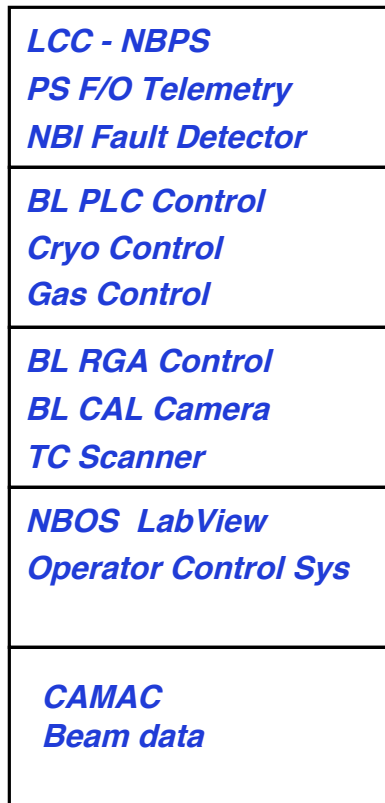 LCC - NBPS
PS F/O Telemetry
NBI Fault Detector
BL PLC Control
Cryo Control
Gas Control
BL RGA Control
BL CAL Camera
TC Scanner
NBOS LabView
Operator Control Sys
CAMAC
Beam data